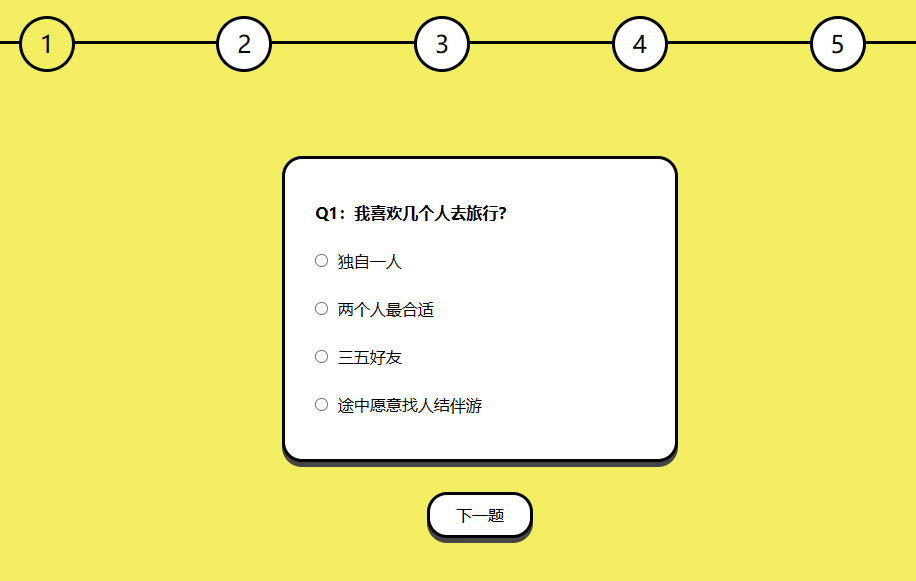 1 2 3 4 5
Q1：我喜欢几个人去旅行?
独自一人
两个人最合适
三五好友
途中愿意找人结伴游
下一题